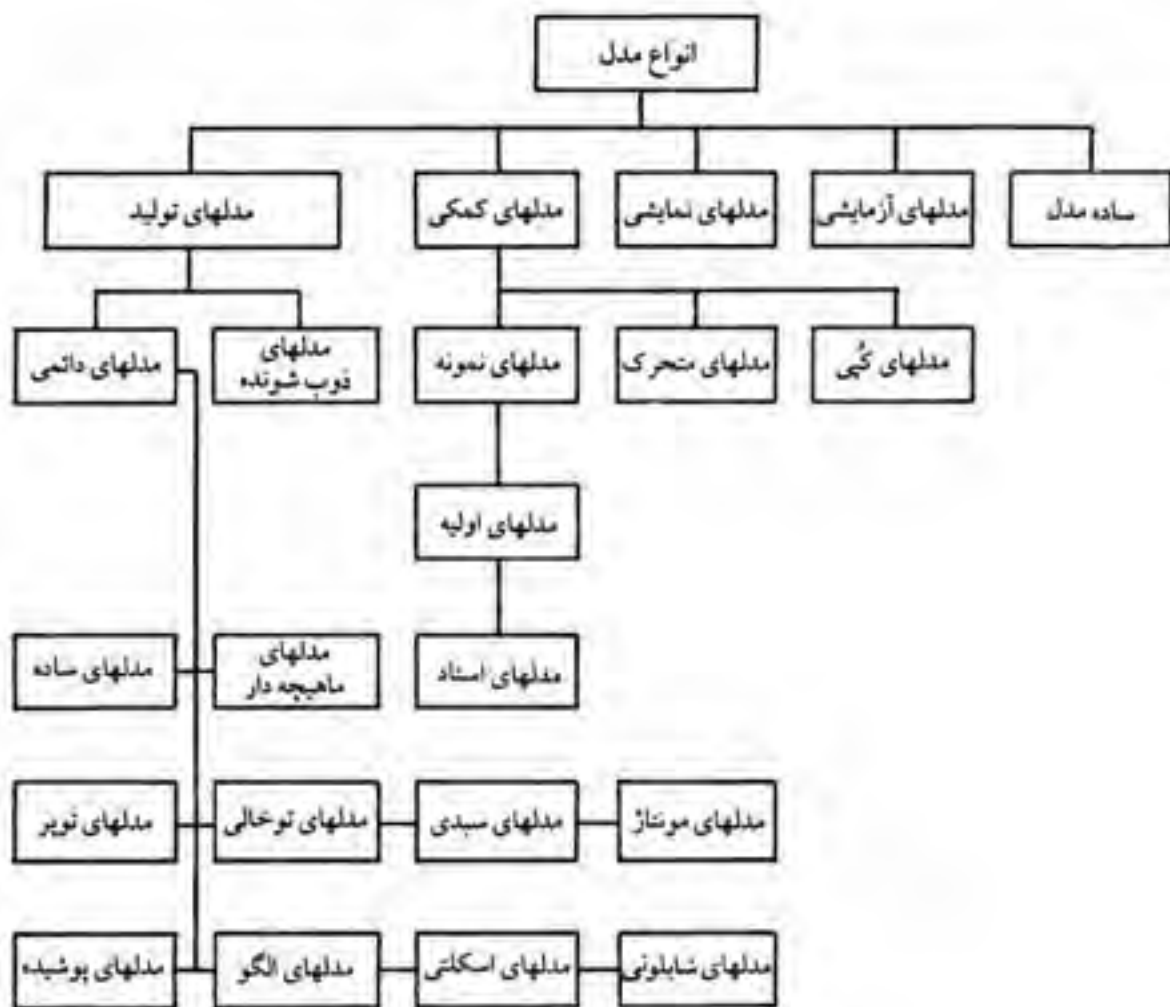 انواع مدل
ساده مدل
مدلهای آزمایشی
مدلهای نمایشی
مدلهای کمکی
مدلهای تولید
مدلهای کُپی
مدلهای متحرک
مدلهای نمونه
مدلهای
ذوب شونده
مدلهای دائمی
مدلهای اولیه
مدلهای استاد
مدلهای
ماهیچه دار
مدلهای ساده
مدلهای مونتاژ
مدلهای سبدی
مدلهای توخالی
مدلهای توپر
مدلهای شابلونی
مدلهای اسکلتی
مدلهای الگو
مدلهای پوشیده